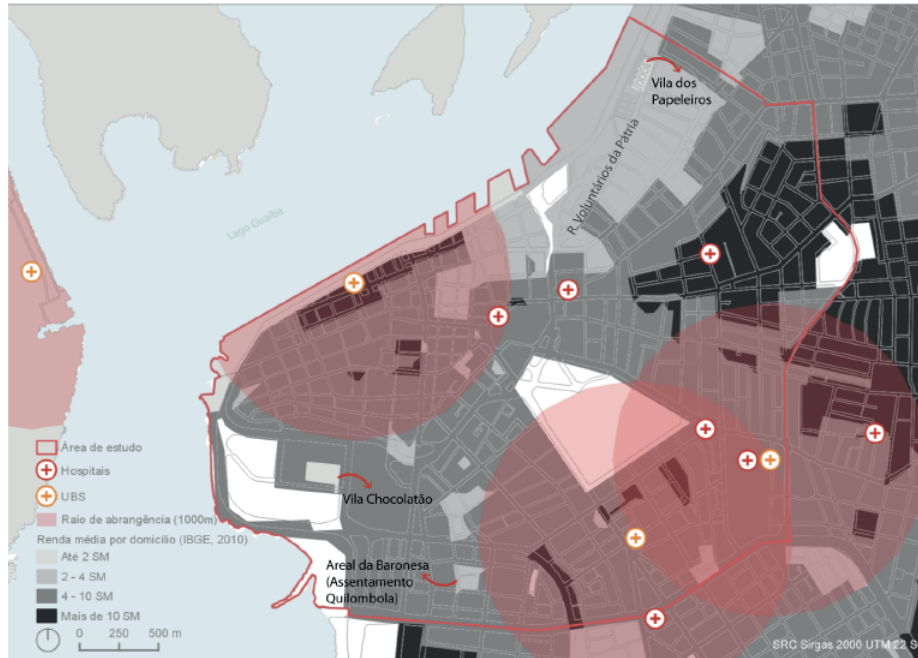 Vila dos
Papeleiros
R. Voluntários da Pátria
Lago Guaíba
Área de estudo
Hospitais
UBS
Raio de abrangência (1000m)
Renda média por domicílio (IBGE, 2010)
Até 2 SM
2 - 4 SM
4 - 10 SM
Mais de 10 SM
0 250 500 m
Vila Chocolatão
Areal da Baronesa
(Assentamento
Quilombola)
SRC Sirgas 2000 UTM 22 S